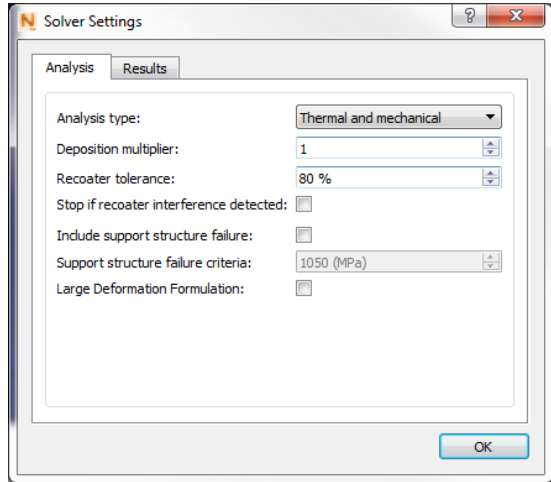 Solver Settings
Analysis
Results
Analysis type: Thermal and mechanical
Deposition multiplier: 1
Recoater tolerance: 80 %
Stop if recoater interference detected:
Include support structure failure:
Support structure failure criteria: 1050 (MPa)
Large Deformation Formulation:
OK